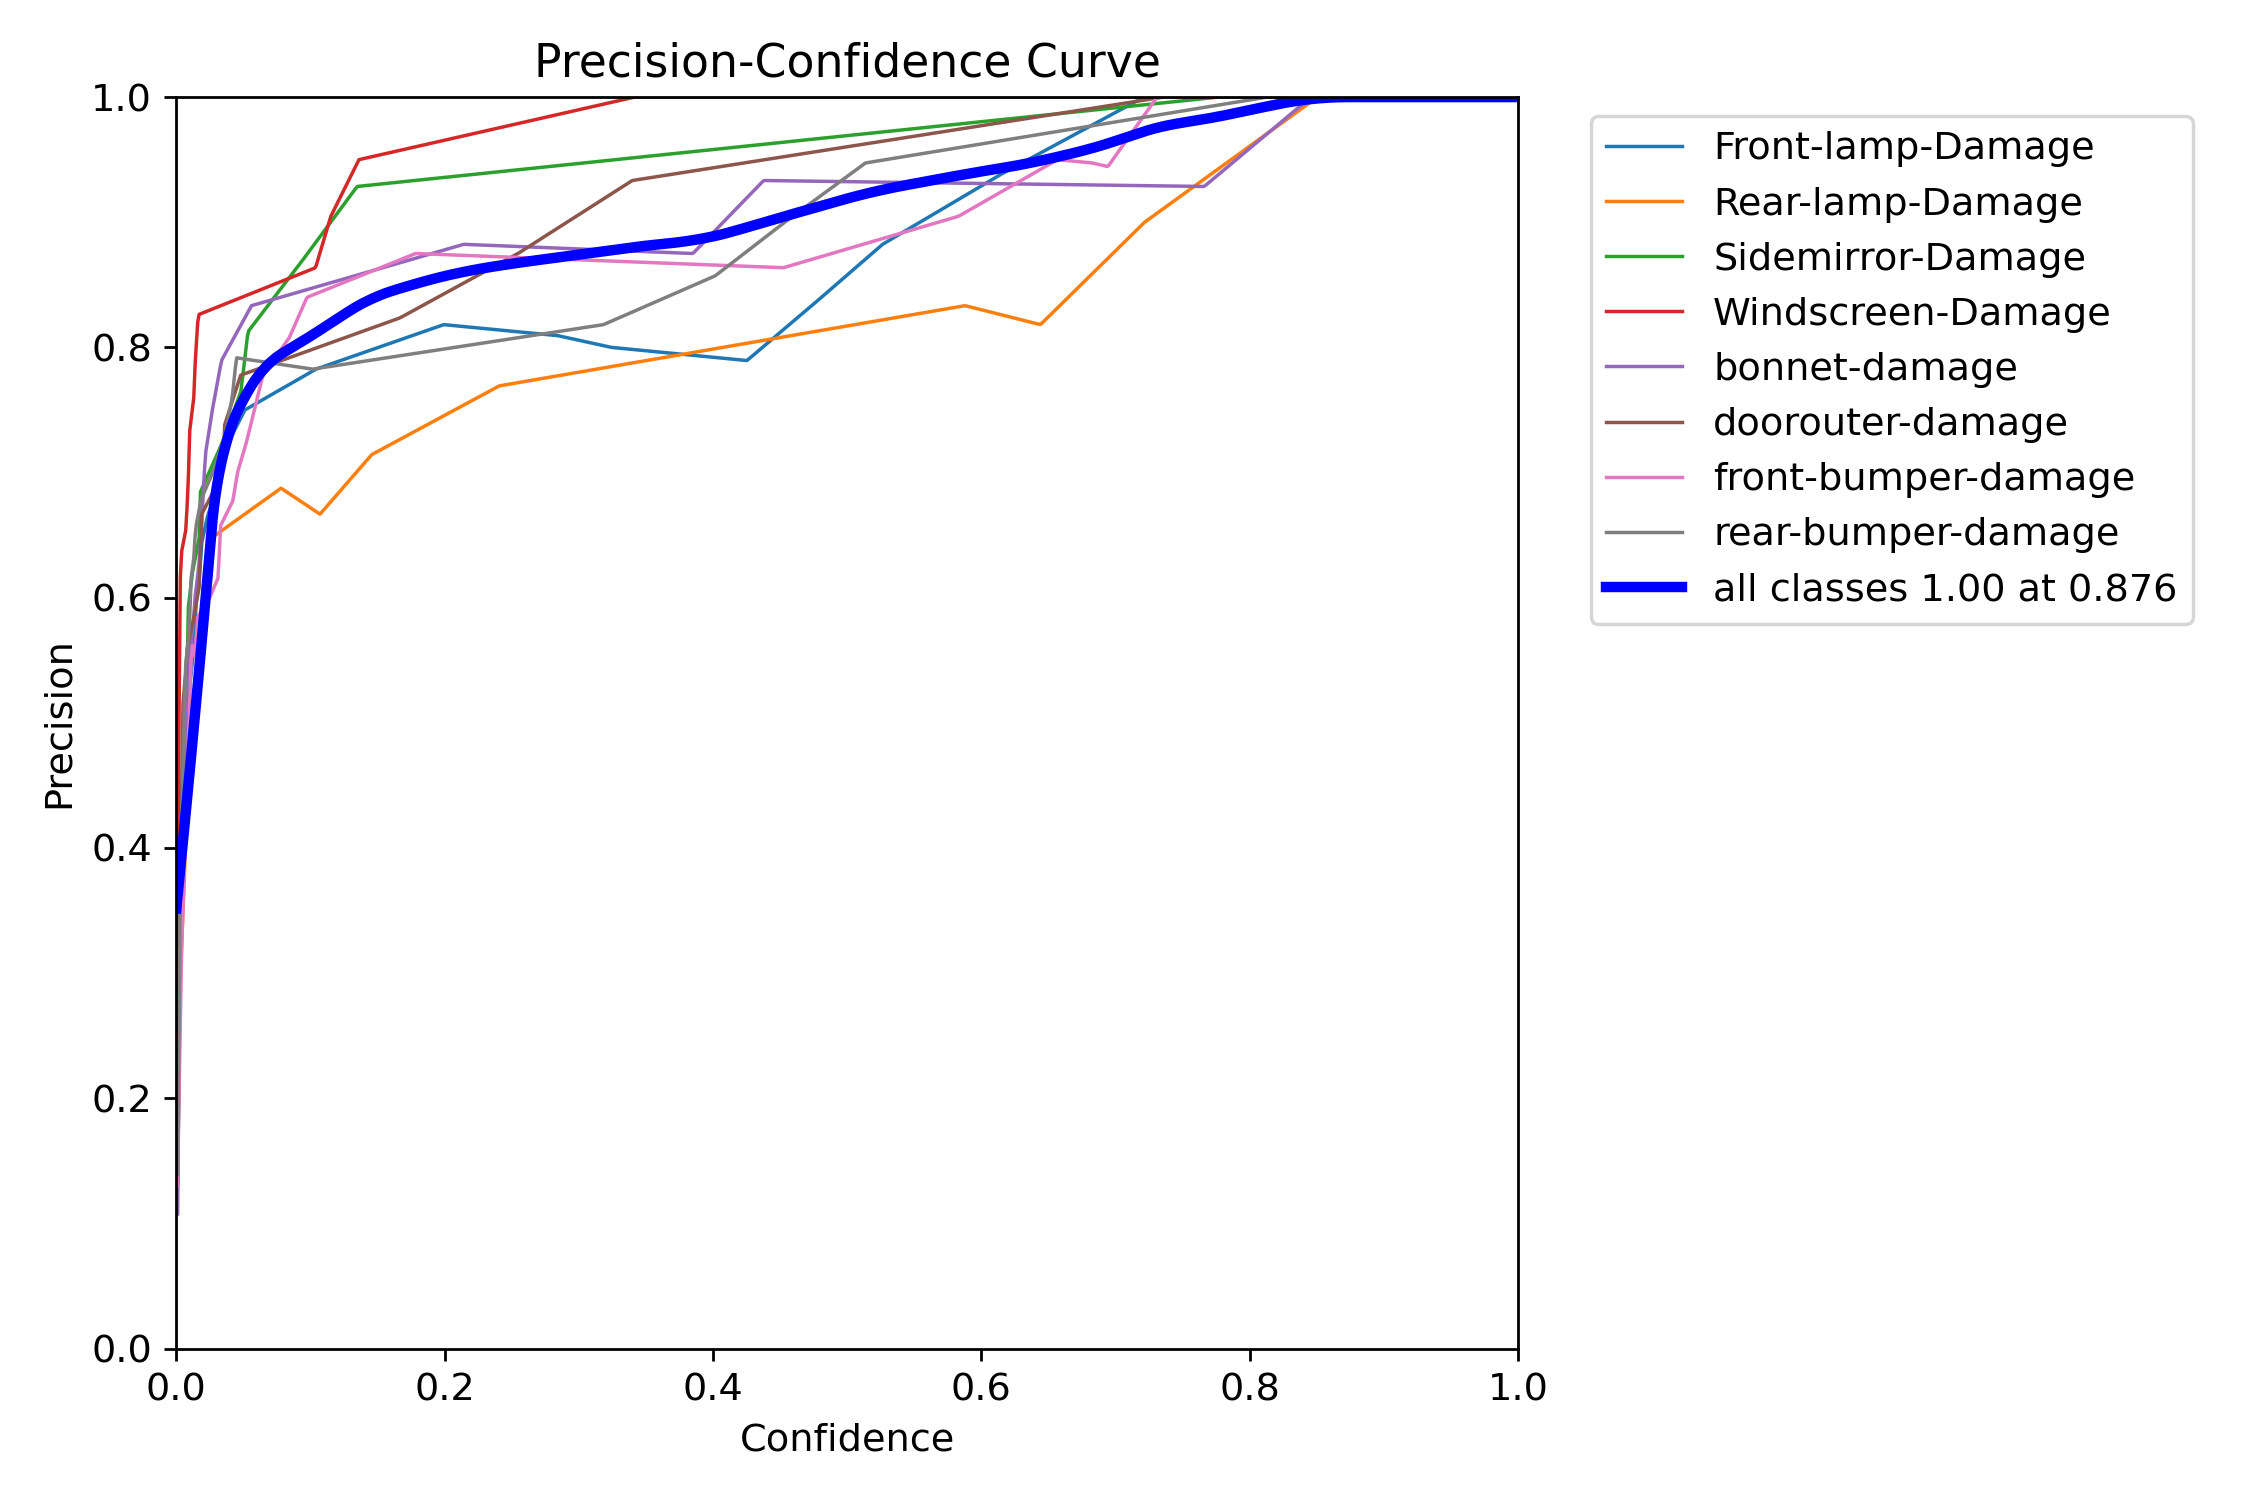 Precision-Confidence Curve
1.0
0.8
0.6
0.4
0.2
0.0
Precision
0.0 0.2 0.4 0.6 0.8 1.0
Confidence
Front-lamp-Damage
Rear-lamp-Damage
Sidemirror-Damage
Windscreen-Damage
bonnet-damage
doorouter-damage
front-bumper-damage
rear-bumper-damage
all classes 1.00 at 0.876